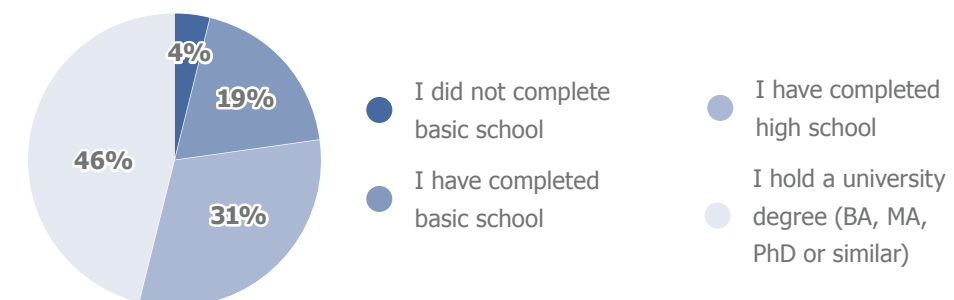 4%
19%
46%
31%
I did not complete
basic school
I have completed
basic school
I have completed
high school
I hold a university
degree (BA, MA,
PhD or similar)